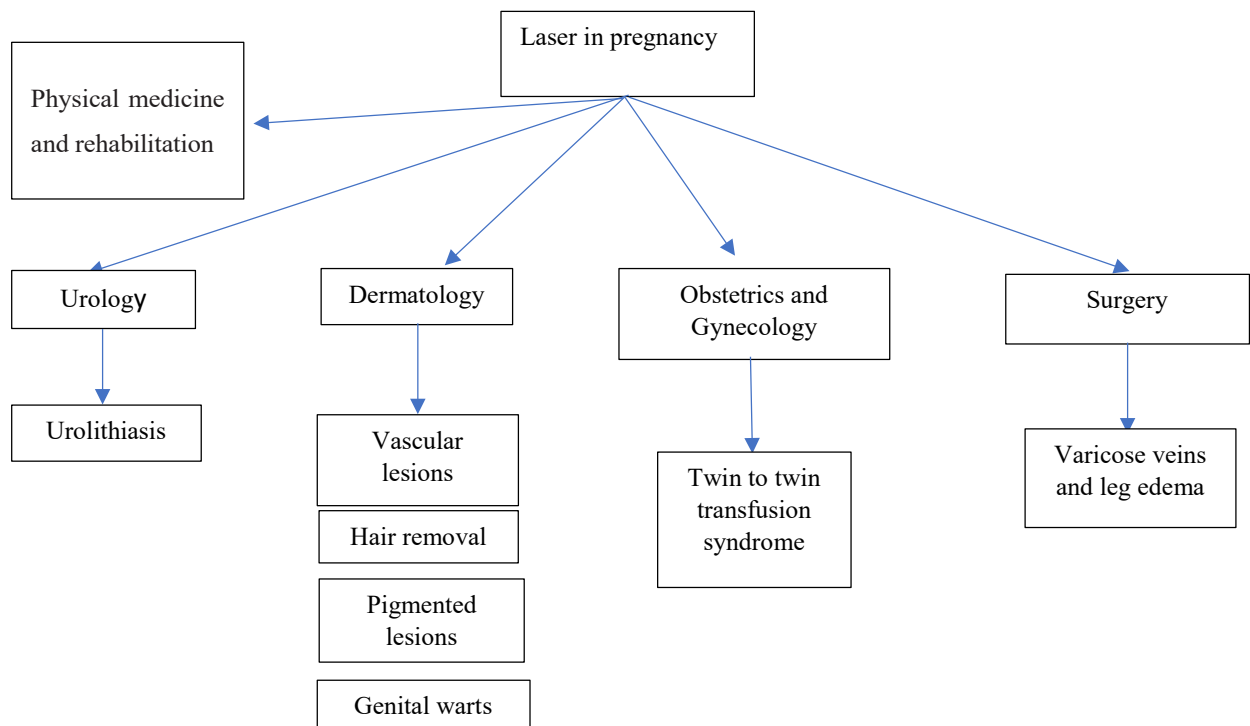 Laser in pregnancy
Physical medicine
and rehabilitation
Urology
Dermatology
Obstetrics and
Gynecology
Surgery
Urolithiasis
Vascular
lesions
Hair removal
Pigmented
lesions
Genital warts
Twin to twin
transfusion
syndrome
Varicose veins
and leg edema